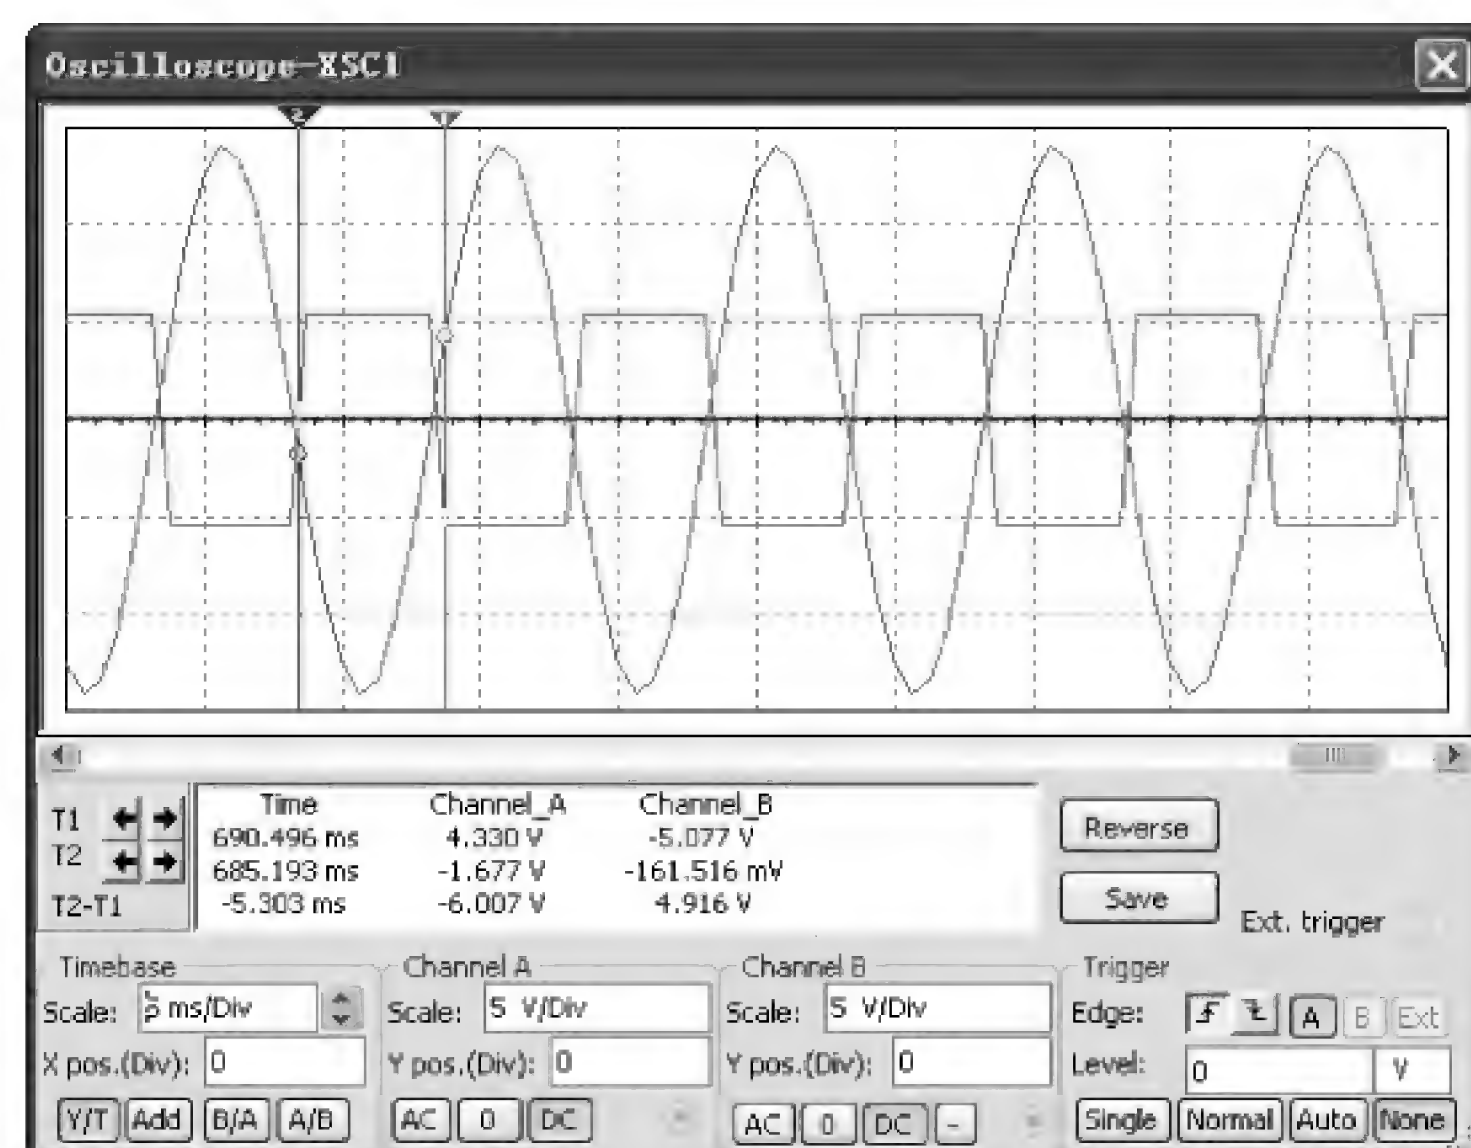 Oscilloscope-XSC1
2 1
Time Channel_A Channel_B
T1 690.496 ms 4.330 V -5.077 V
T2 685.193 ms -1.677 V -161.516 mV
T2-T1 -5.303 ms -6.007 V 4.916 V
Reverse
Save
Ext. trigger
Timebase Channel A Channel B Trigger
Scale: 5 ms/Div Scale: 5 V/Div Scale: 5 V/Div Edge: A B Ext
X pos.(Div): 0 Y pos.(Div): 0 Y pos.(Div): 0 Level: 0 V
Y/T Add B/A A/B AC 0 DC AC 0 DC - Single Normal Auto None